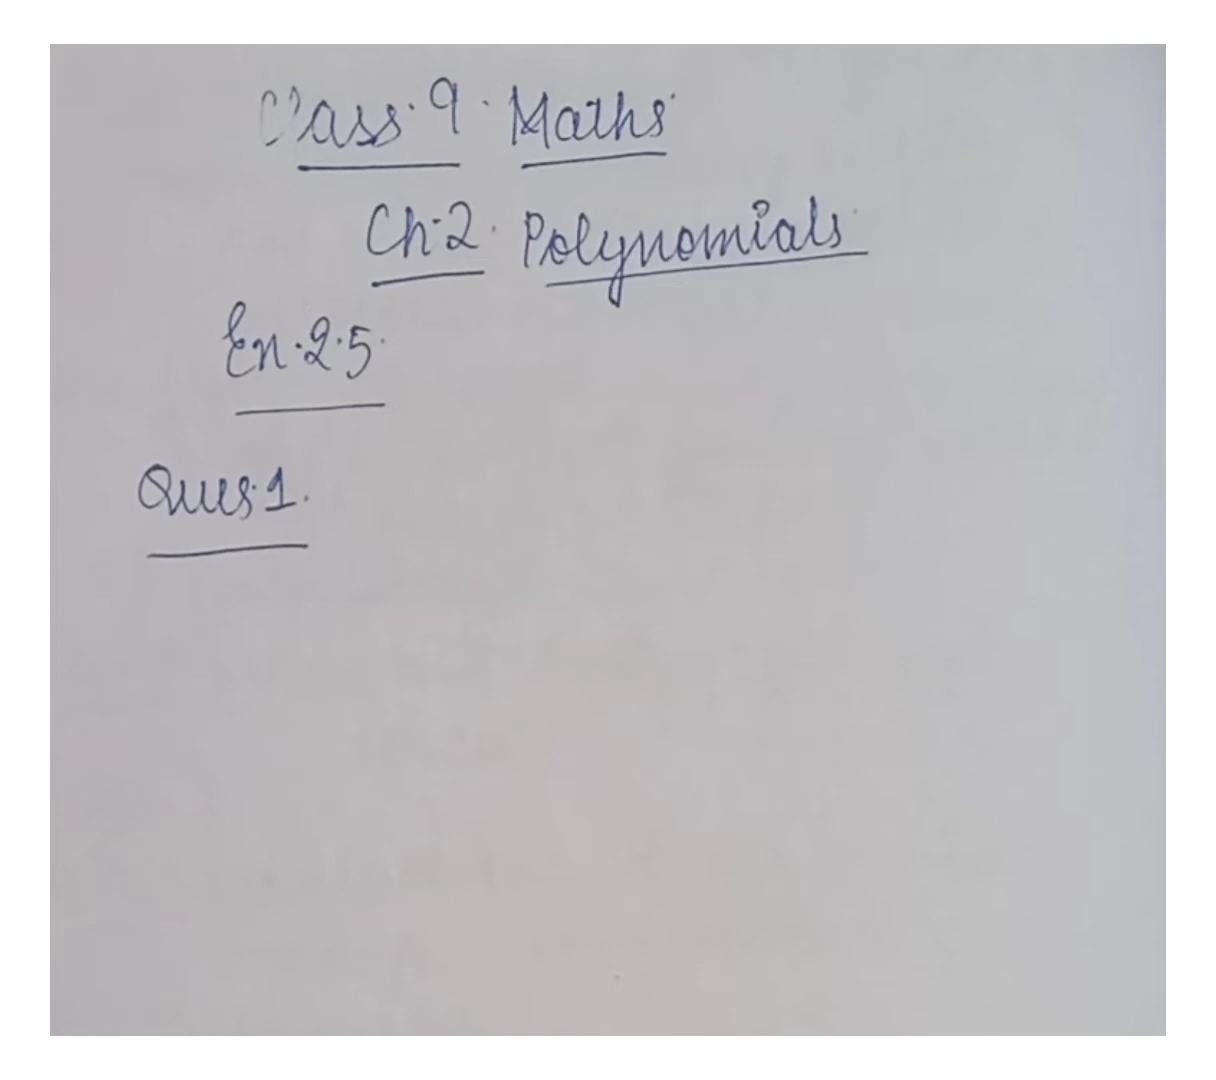 Class 9. Maths
Ch-2. Polynomials
Ex.2.5.
Ques.1.